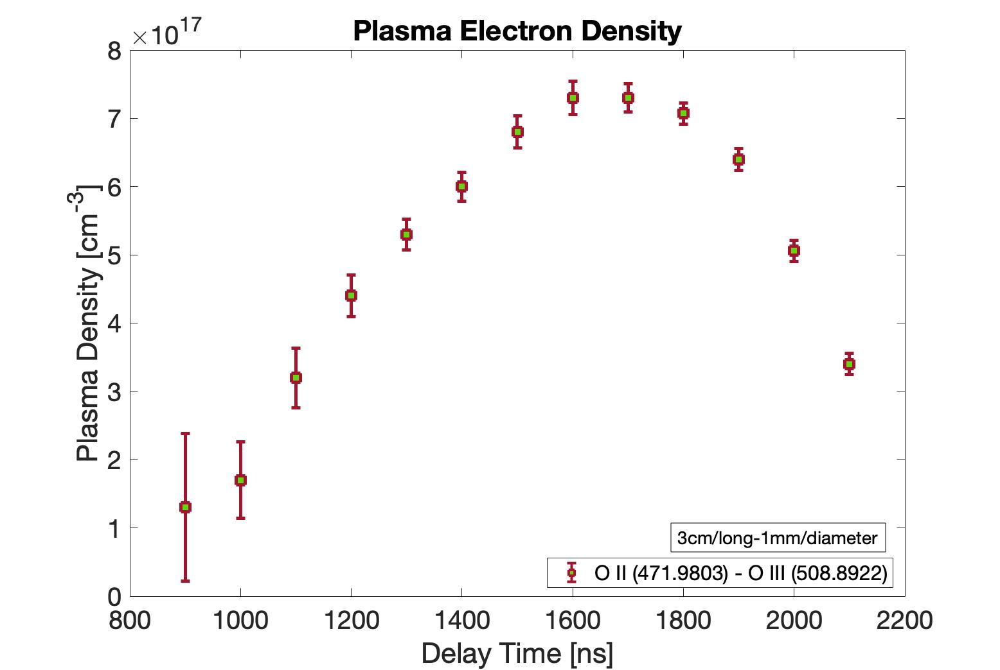 ×10^17
Plasma Electron Density
8
7
6
5
4
3
2
1
0
Plasma Density [cm^-3]
3cm/long-1mm/diameter
O II (471.9803) - O III (508.8922)
800 1000 1200 1400 1600 1800 2000 2200
Delay Time [ns]